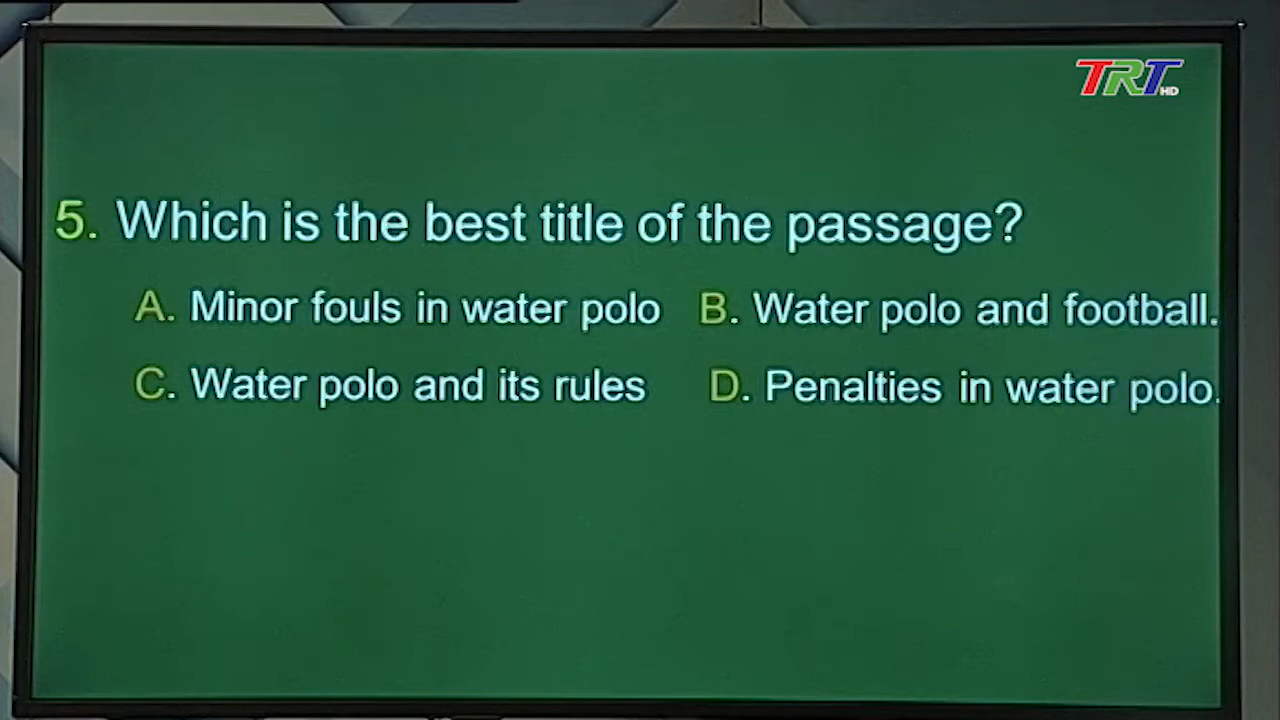 TRT HD
5. Which is the best title of the passage?
A. Minor fouls in water polo B. Water polo and football.
C. Water polo and its rules D. Penalties in water polo.